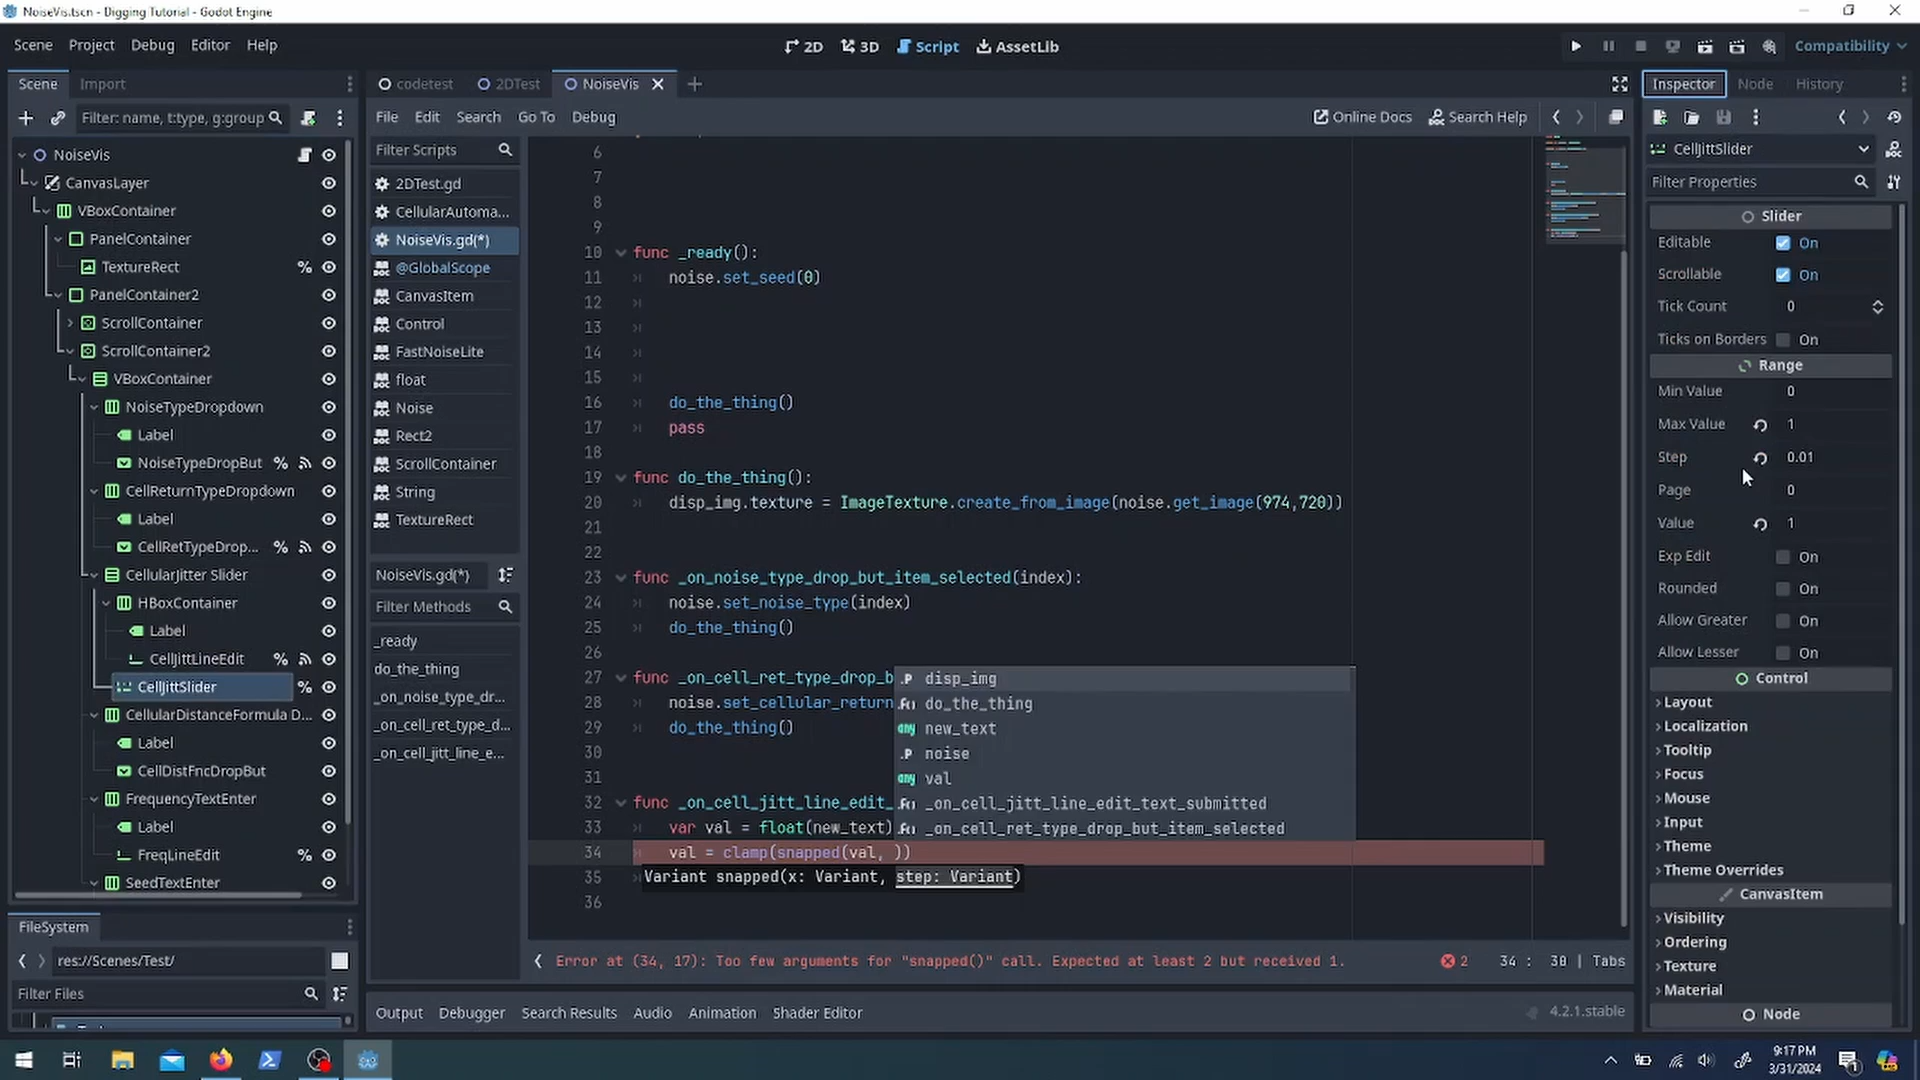 NoiseVis.tscn - Digging Tutorial - Godot Engine
Scene Project Debug Editor Help
2D 3D Script AssetLib
Compatibility
Scene Import
Filter: name, t:type, g:group
NoiseVis
CanvasLayer
VBoxContainer
PanelContainer
TextureRect
PanelContainer2
ScrollContainer
ScrollContainer2
VBoxContainer
NoiseTypeDropdown
Label
NoiseTypeDropBut
CellReturnTypeDropdown
Label
CellRetTypeDrop...
CellularJitter Slider
HBoxContainer
Label
CellJittLineEdit
CellJittSlider
CellularDistanceFormula D...
Label
CellDistFncDropBut
FrequencyTextEnter
Label
FreqLineEdit
SeedTextEnter
FileSystem
res://Scenes/Test/
Filter Files
codetest 2DTest NoiseVis
File Edit Search Go To Debug
Online Docs Search Help
Filter Scripts
2DTest.gd
CellularAutoma...
NoiseVis.gd(*)
@GlobalScope
CanvasItem
Control
FastNoiseLite
float
Noise
Rect2
ScrollContainer
String
TextureRect
NoiseVis.gd(*)
Filter Methods
_ready
do_the_thing
_on_noise_type_dr...
_on_cell_ret_type_d...
_on_cell_jitt_line_e...
6
7
8
9
10 func _ready():
11 noise.set_seed(0)
12
13
14
15
16 do_the_thing()
17 pass
18
19 func do_the_thing():
20 disp_img.texture = ImageTexture.create_from_image(noise.get_image(974,720))
21
22
23 func _on_noise_type_drop_but_item_selected(index):
24 noise.set_noise_type(index)
25 do_the_thing()
26
27 func _on_cell_ret_type_drop_b
28 noise.set_cellular_return
29 do_the_thing()
30
31
32 func _on_cell_jitt_line_edit_
33 var val = float(new_text)
34 val = clamp(snapped(val, ))
35 Variant snapped(x: Variant, step: Variant)
36
disp_img
do_the_thing
new_text
noise
val
_on_cell_jitt_line_edit_text_submitted
_on_cell_ret_type_drop_but_item_selected
Error at (34, 17): Too few arguments for "snapped()" call. Expected at least 2 but received 1.
2 34 : 30 | Tabs
Output Debugger Search Results Audio Animation Shader Editor
4.2.1.stable
Inspector Node History
CellJittSlider
Filter Properties
Slider
Editable On
Scrollable On
Tick Count 0
Ticks on Borders On
Range
Min Value 0
Max Value 1
Step 0.01
Page 0
Value 1
Exp Edit On
Rounded On
Allow Greater On
Allow Lesser On
Control
Layout
Localization
Tooltip
Focus
Mouse
Input
Theme
Theme Overrides
CanvasItem
Visibility
Ordering
Texture
Material
Node
9:17 PM
3/31/2024